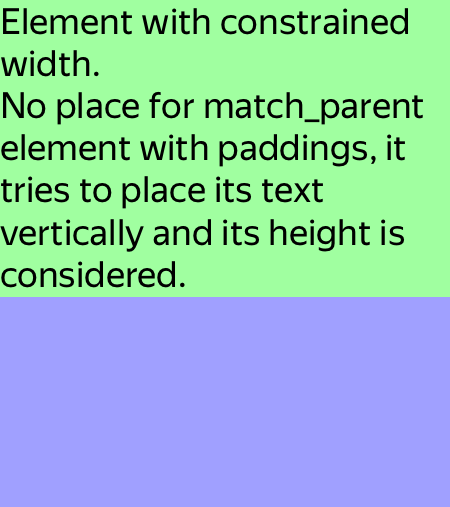 Element with constrained
width.
No place for match_parent
element with paddings, it
tries to place its text
vertically and its height is
considered.